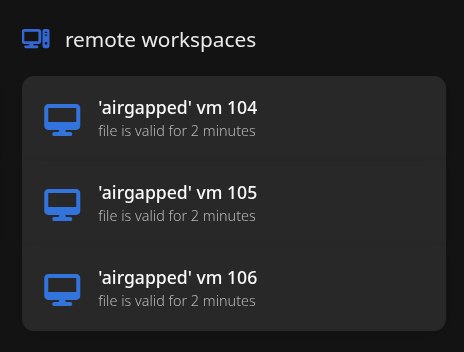 remote workspaces
'airgapped' vm 104
file is valid for 2 minutes
'airgapped' vm 105
file is valid for 2 minutes
'airgapped' vm 106
file is valid for 2 minutes